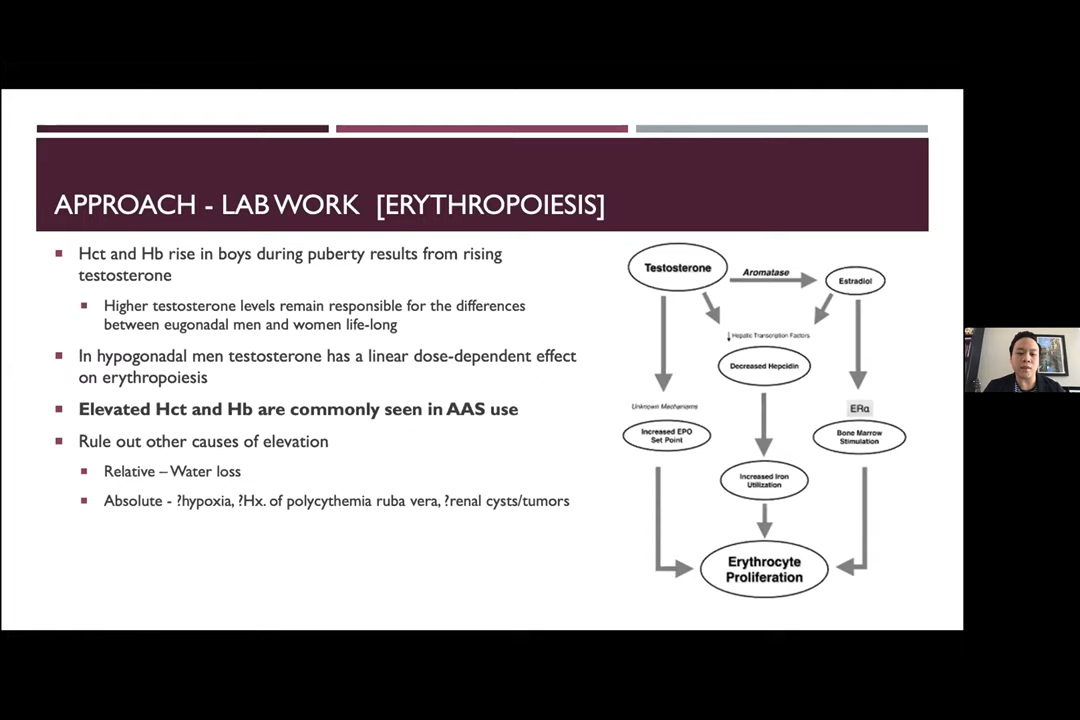 APPROACH - LAB WORK [ERYTHROPOIESIS]
Hct and Hb rise in boys during puberty results from rising
testosterone
Higher testosterone levels remain responsible for the differences
between eugonadal men and women life-long
In hypogonadal men testosterone has a linear dose-dependent effect
on erythropoiesis
Elevated Hct and Hb are commonly seen in AAS use
Rule out other causes of elevation
Relative – Water loss
Absolute - ?hypoxia, ?Hx. of polycythemia ruba vera, ?renal cysts/tumors
Testosterone
Aromatase
Estradiol
↓ Hepatic Transcription Factors
Decreased Hepcidin
Unknown Mechanisms
Increased EPO
Set Point
ERα
Bone Marrow
Stimulation
Increased Iron
Utilization
Erythrocyte
Proliferation